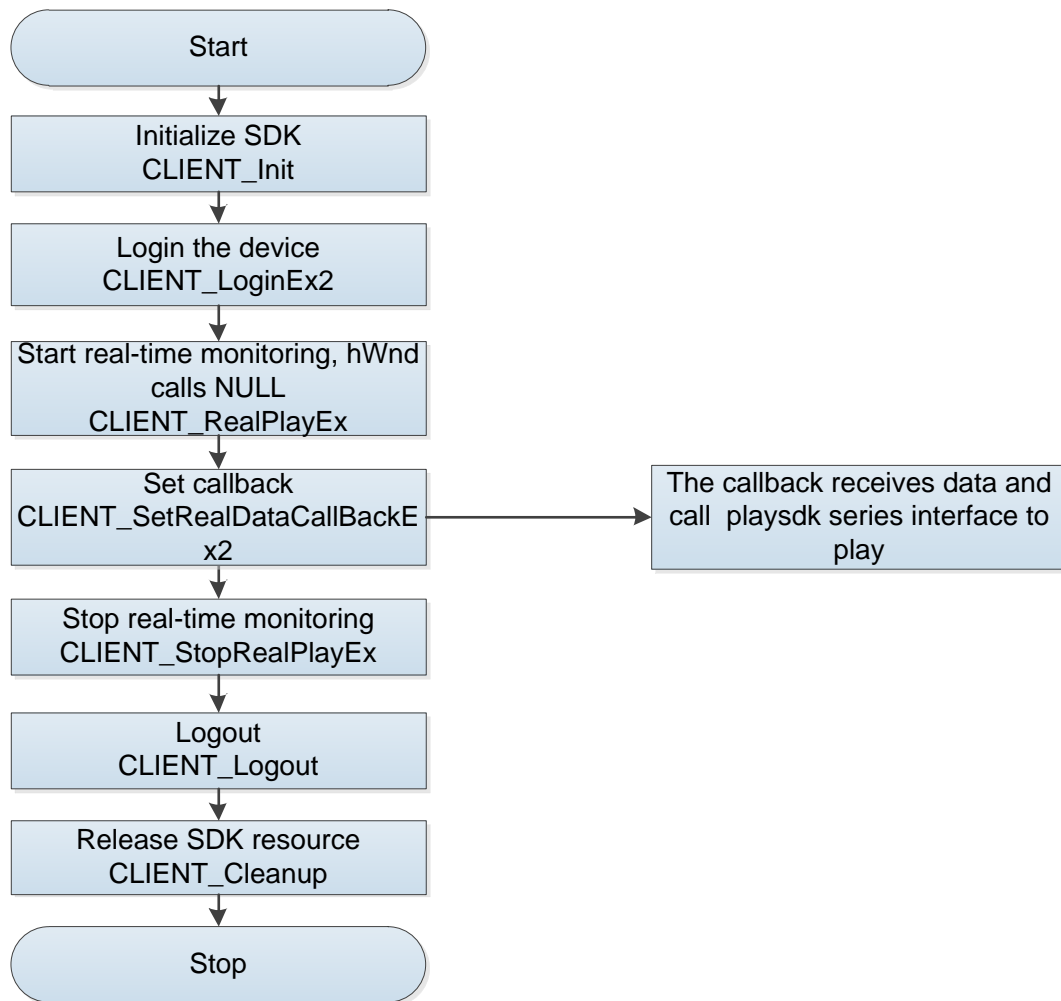 Start
Initialize SDK
CLIENT_Init
Login the device
CLIENT_LoginEx2
Start real-time monitoring, hWnd
calls NULL
CLIENT_RealPlayEx
Set callback
CLIENT_SetRealDataCallBackE
x2
The callback receives data and
call  playsdk series interface to
play
Stop real-time monitoring
CLIENT_StopRealPlayEx
Logout
CLIENT_Logout
Release SDK resource
CLIENT_Cleanup
Stop